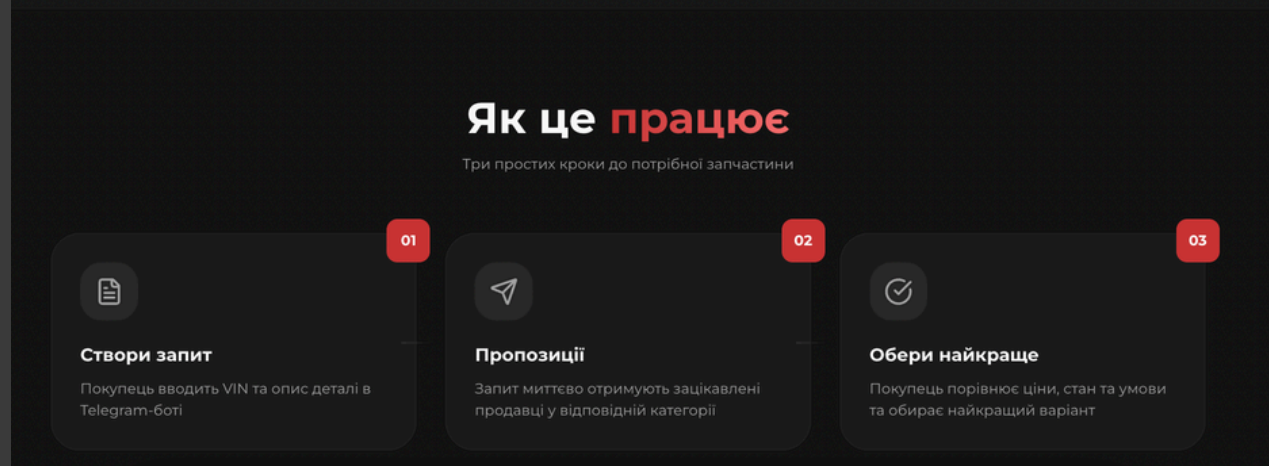 Як це працює
Три простих кроки до потрібної запчастини
01
Створи запит
Покупець вводить VIN та опис деталі в
Telegram-боті
02
Пропозиції
Запит миттєво отримують зацікавлені
продавці у відповідній категорії
03
Обери найкраще
Покупець порівнює ціни, стан та умови
та обирає найкращий варіант